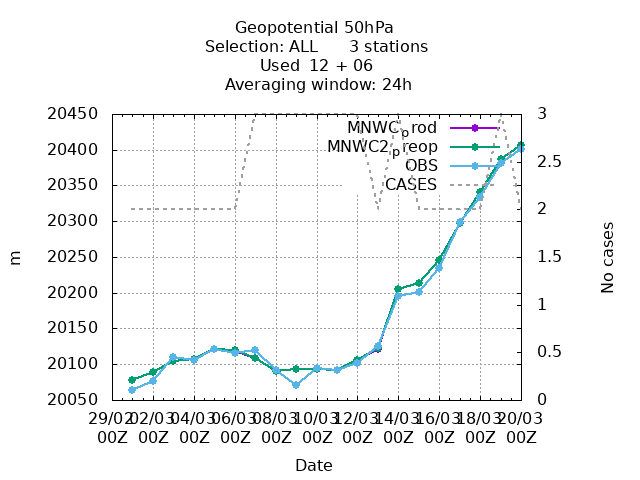 Geopotential 50hPa
Selection: ALL 3 stations
Used 12 + 06
Averaging window: 24h
20450
20400
20350
20300
20250
20200
20150
20100
20050
m
MNWC_prod
MNWC2_preop
OBS
CASES
3
2.5
2
1.5
1
0.5
0
No cases
29/02 02/03 04/03 06/03 08/03 10/03 12/03 14/03 16/03 18/03 20/03
00Z 00Z 00Z 00Z 00Z 00Z 00Z 00Z 00Z 00Z 00Z
Date